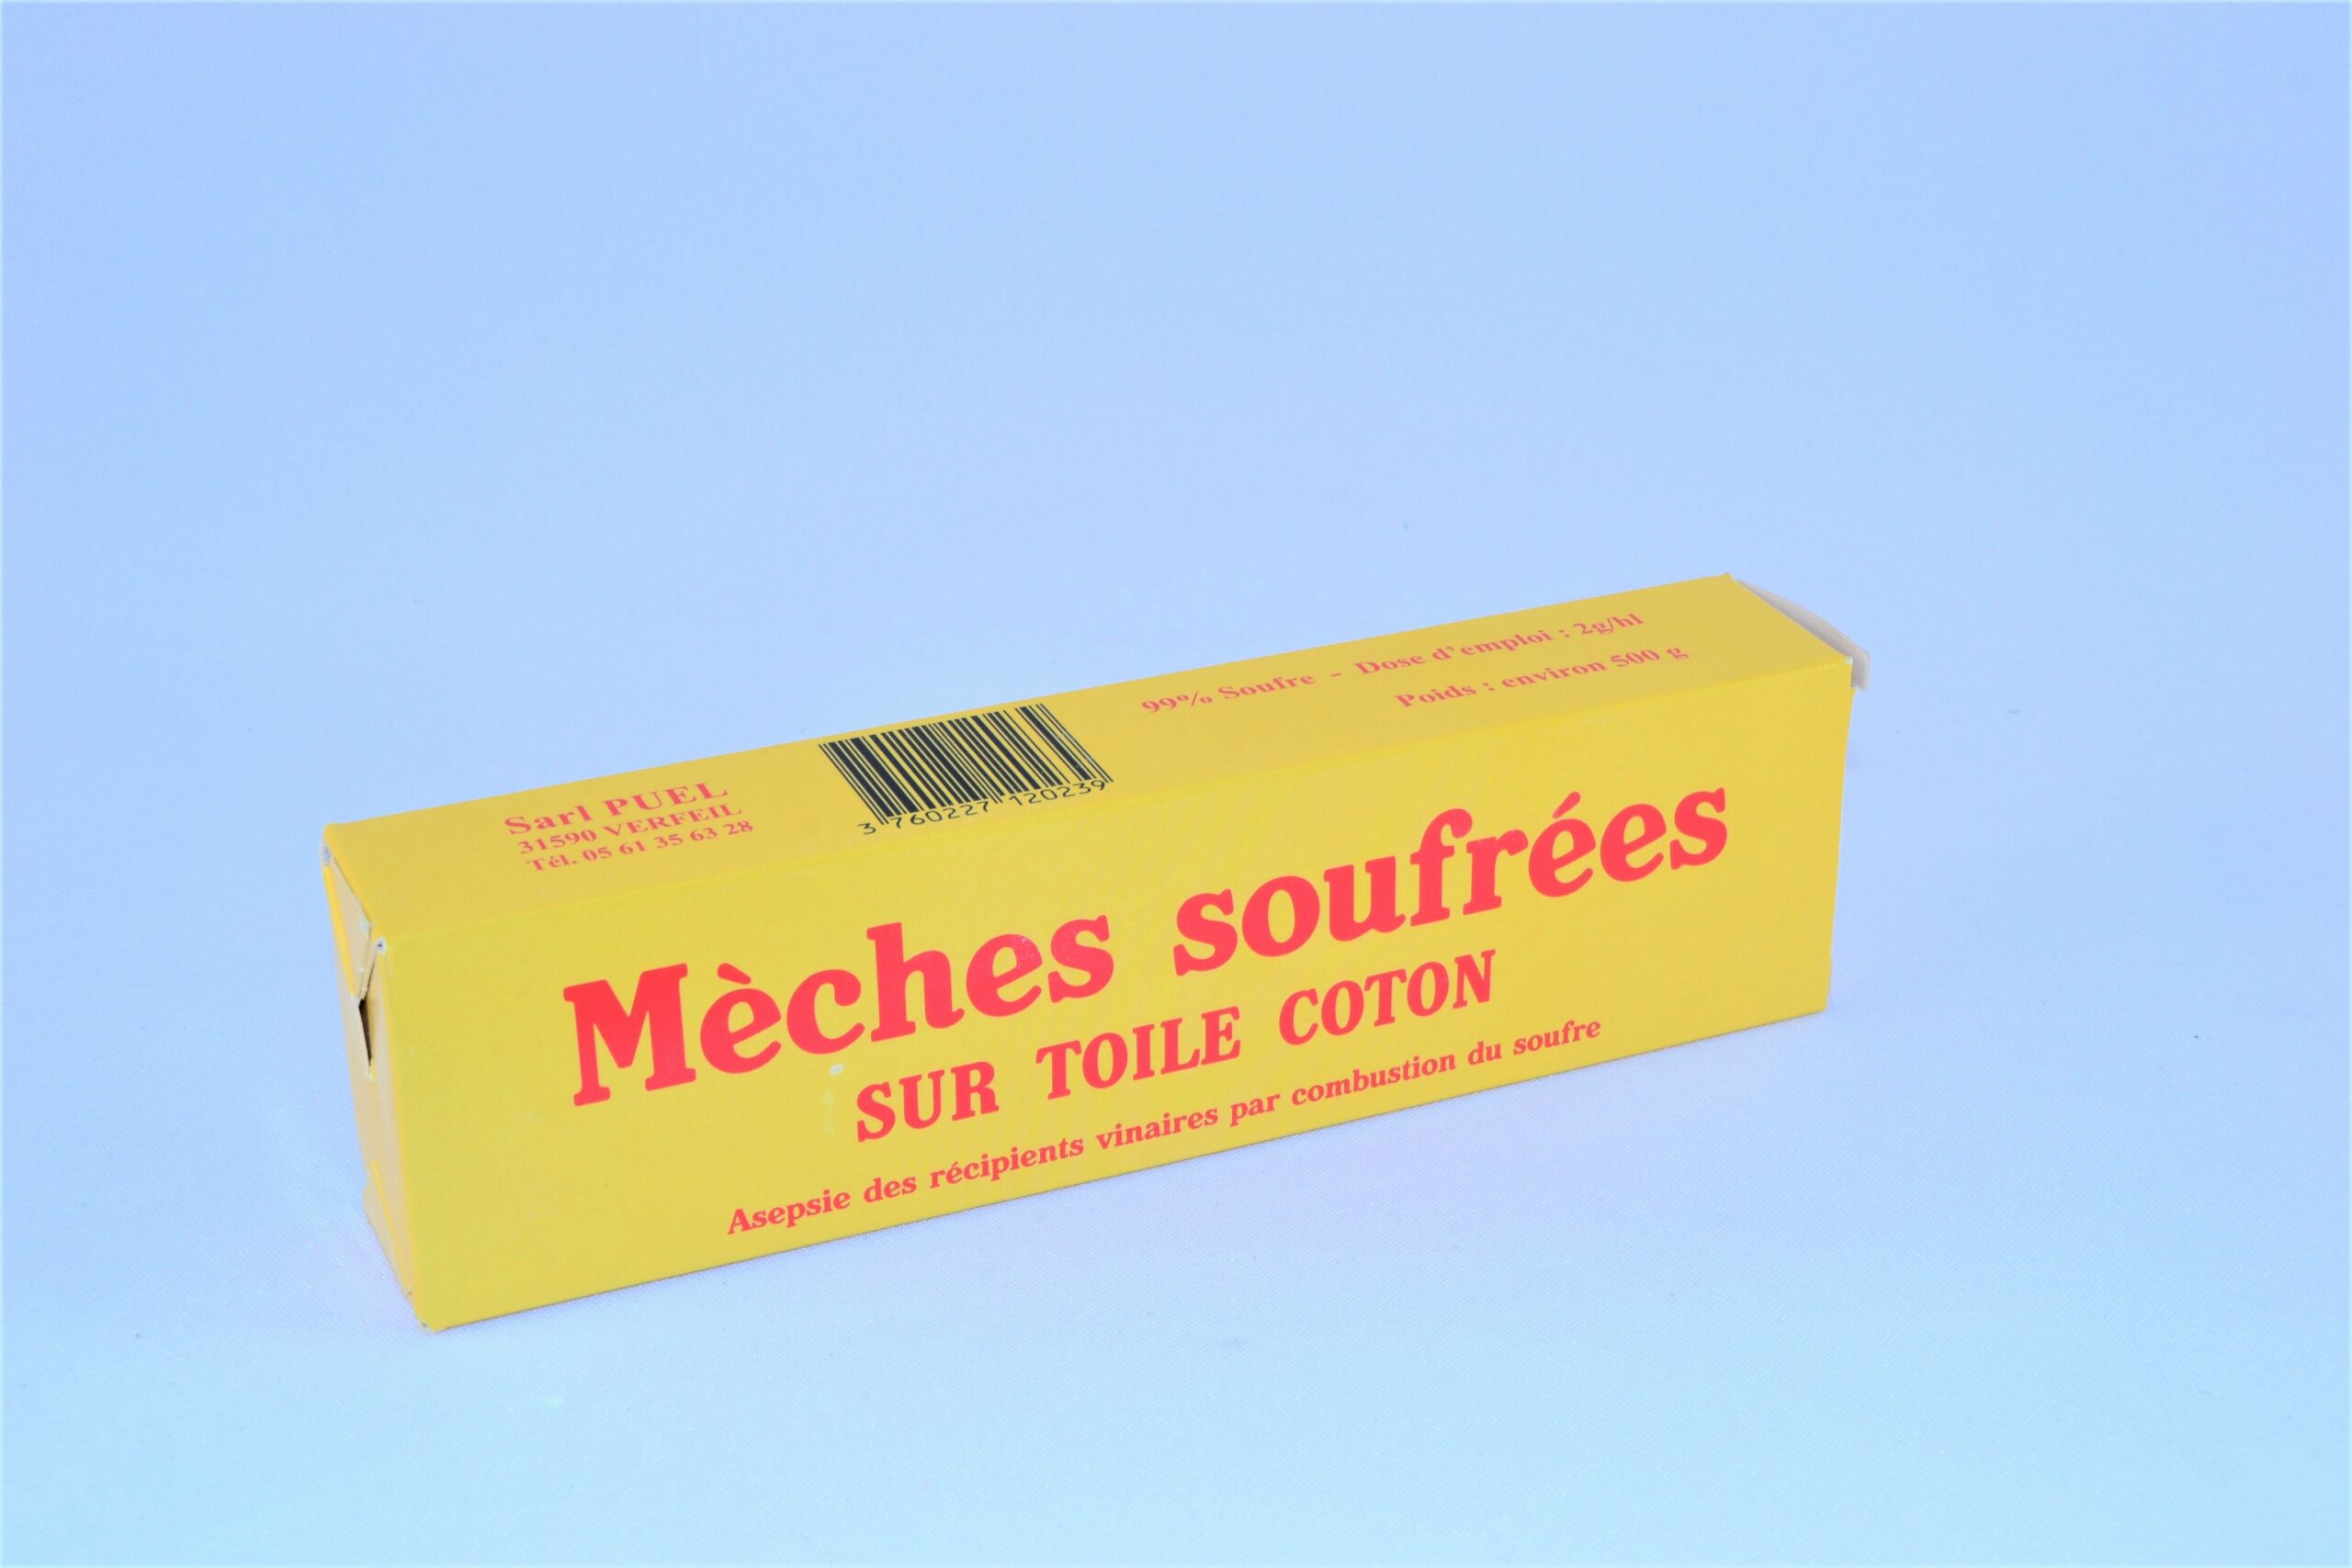 Sarl PUEL
31590 VERFEIL
Tél. 05 61 35 63 28
3 760227 120239
99% Soufre - Dose d'emploi : 2g/hl
Poids : environ 500 g
Mèches soufrées
SUR TOILE COTON
Asepsie des récipients vinaires par combustion du soufre